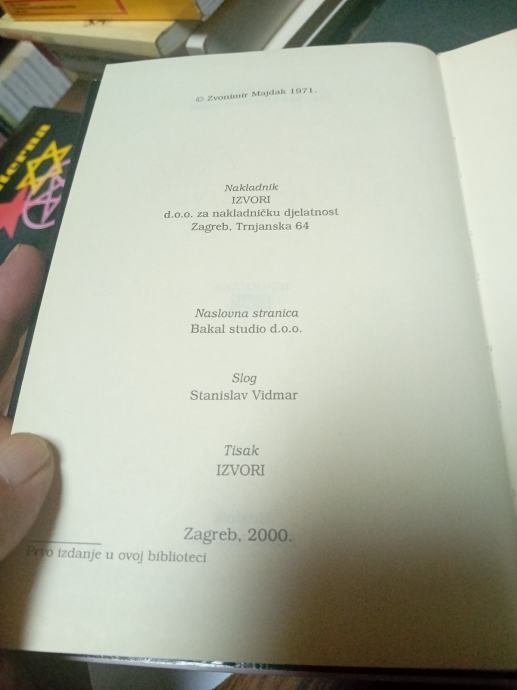 © Zvonimir Majdak 1971.
Nakladnik
IZVORI
d.o.o. za nakladničku djelatnost
Zagreb, Trnjanska 64
Naslovna stranica
Bakal studio d.o.o.
Slog
Stanislav Vidmar
Tisak
IZVORI
Zagreb, 2000.
Prvo izdanje u ovoj biblioteci